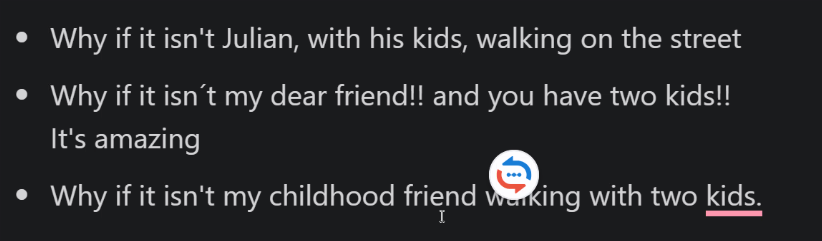 Why if it isn't Julian, with his kids, walking on the street
Why if it isn´t my dear friend!! and you have two kids!!
It's amazing
Why if it isn't my childhood friend walking with two kids.